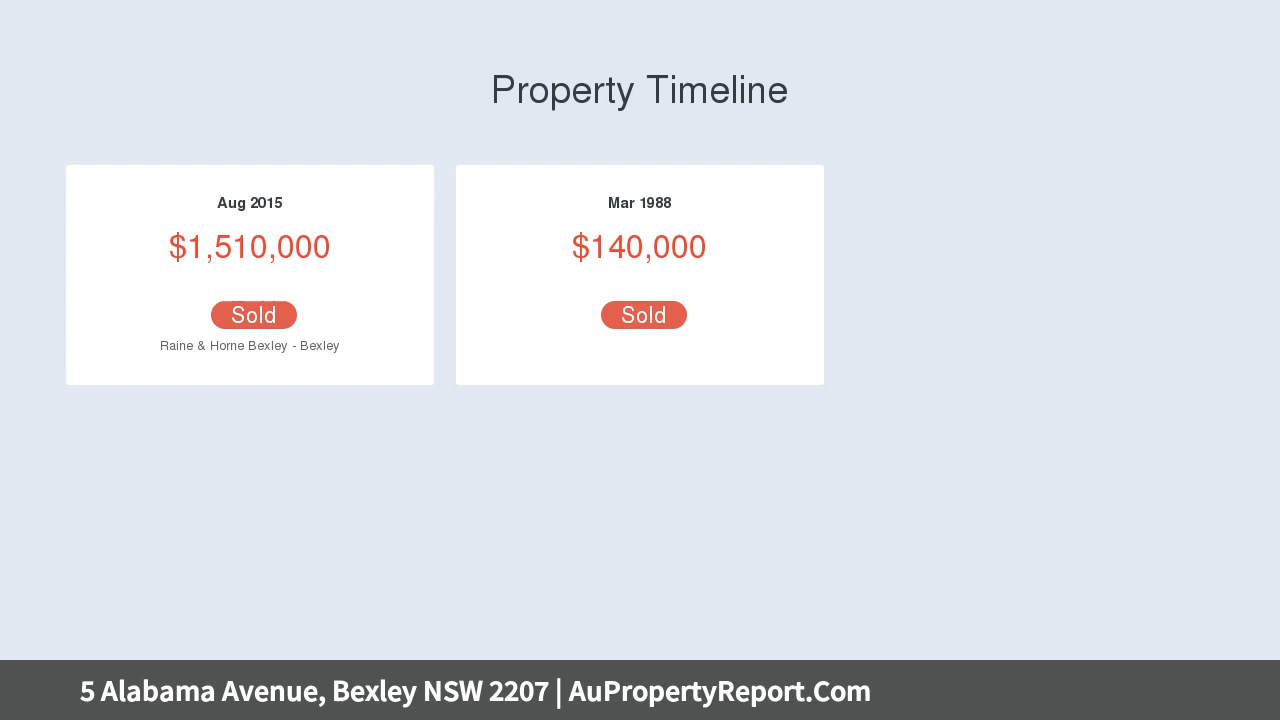 Property Timeline
Aug 2015
$1,510,000
Sold
Raine & Horne Bexley - Bexley
Mar 1988
$140,000
Sold
5 Alabama Avenue, Bexley NSW 2207 | AuPropertyReport.Com